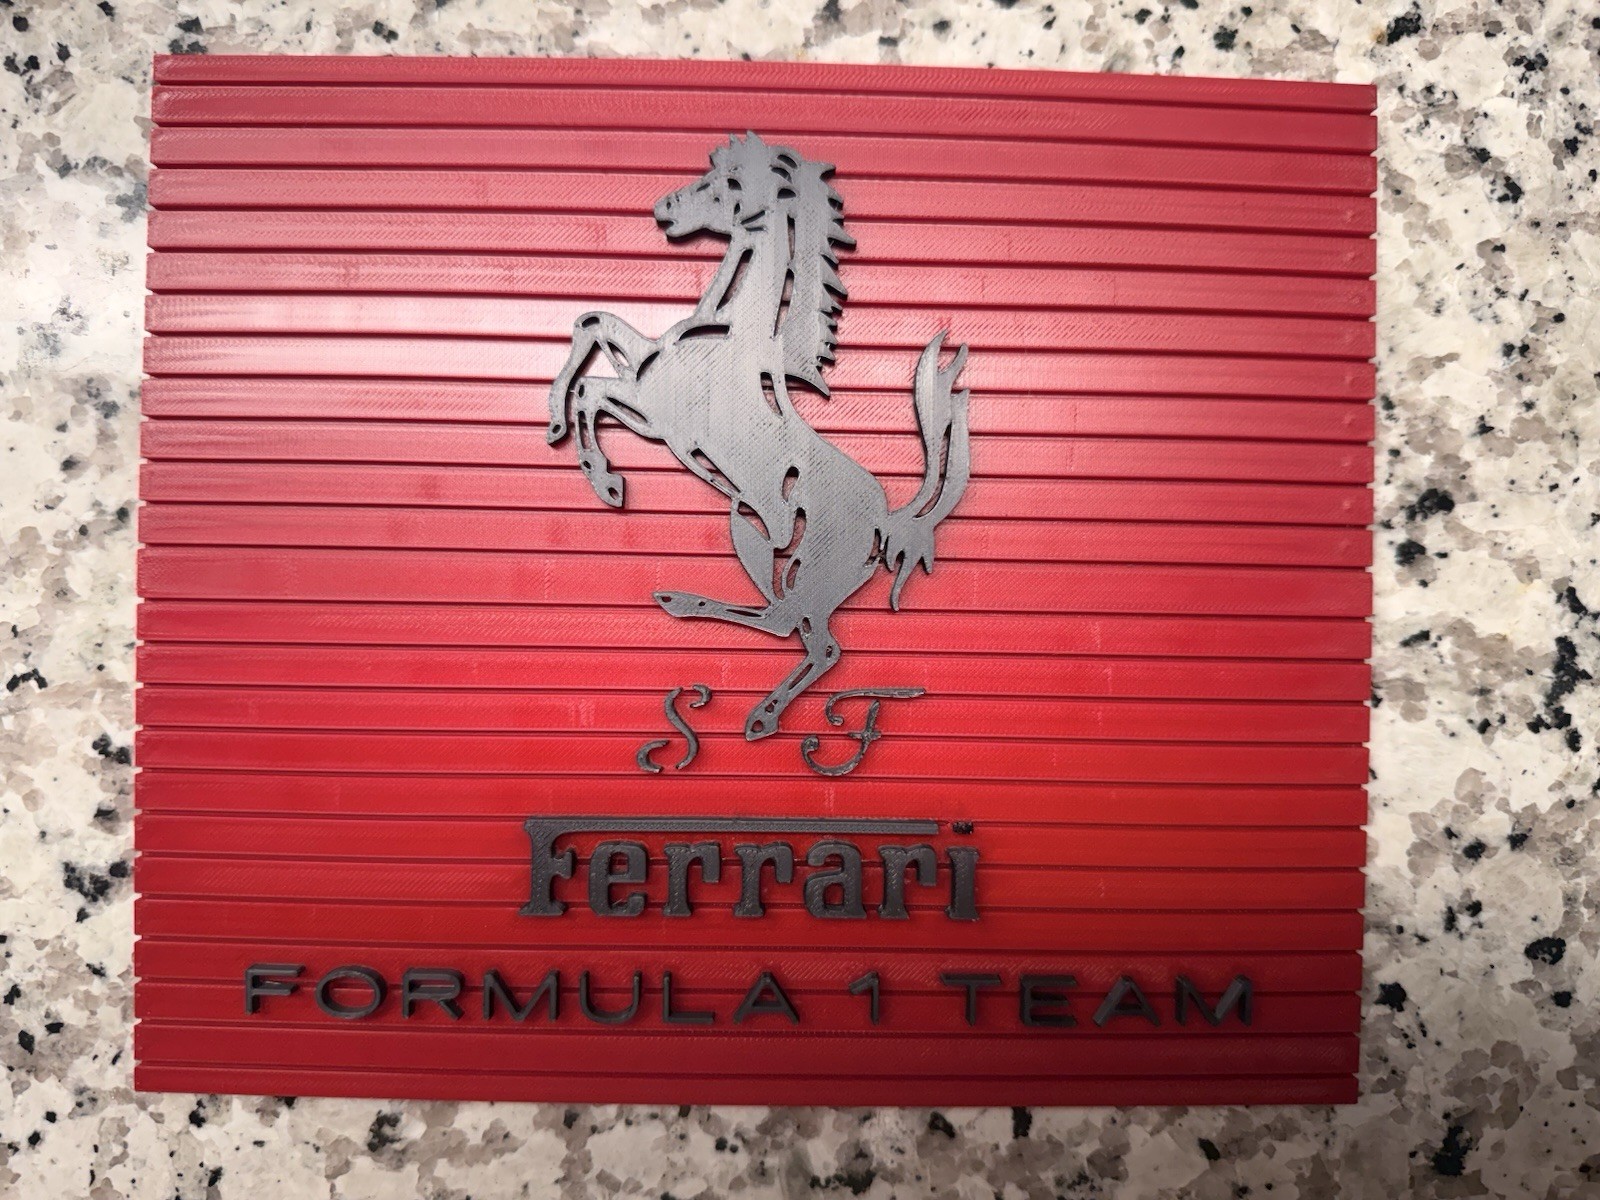 S F
Ferrari
FORMULA 1 TEAM